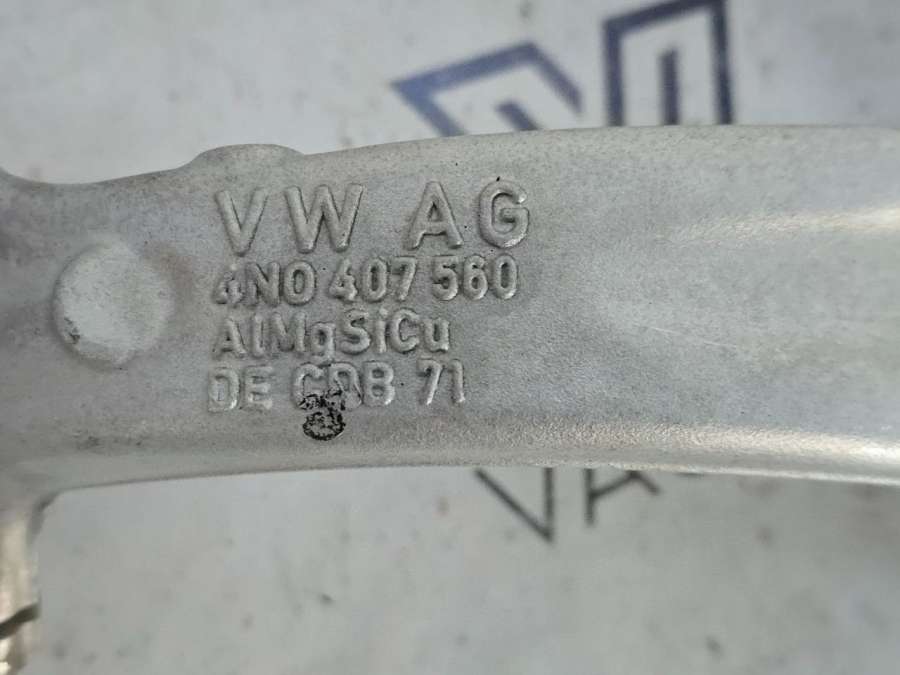 VW AG
4N0 407 560
AlMgSiCu
DE CDB 71